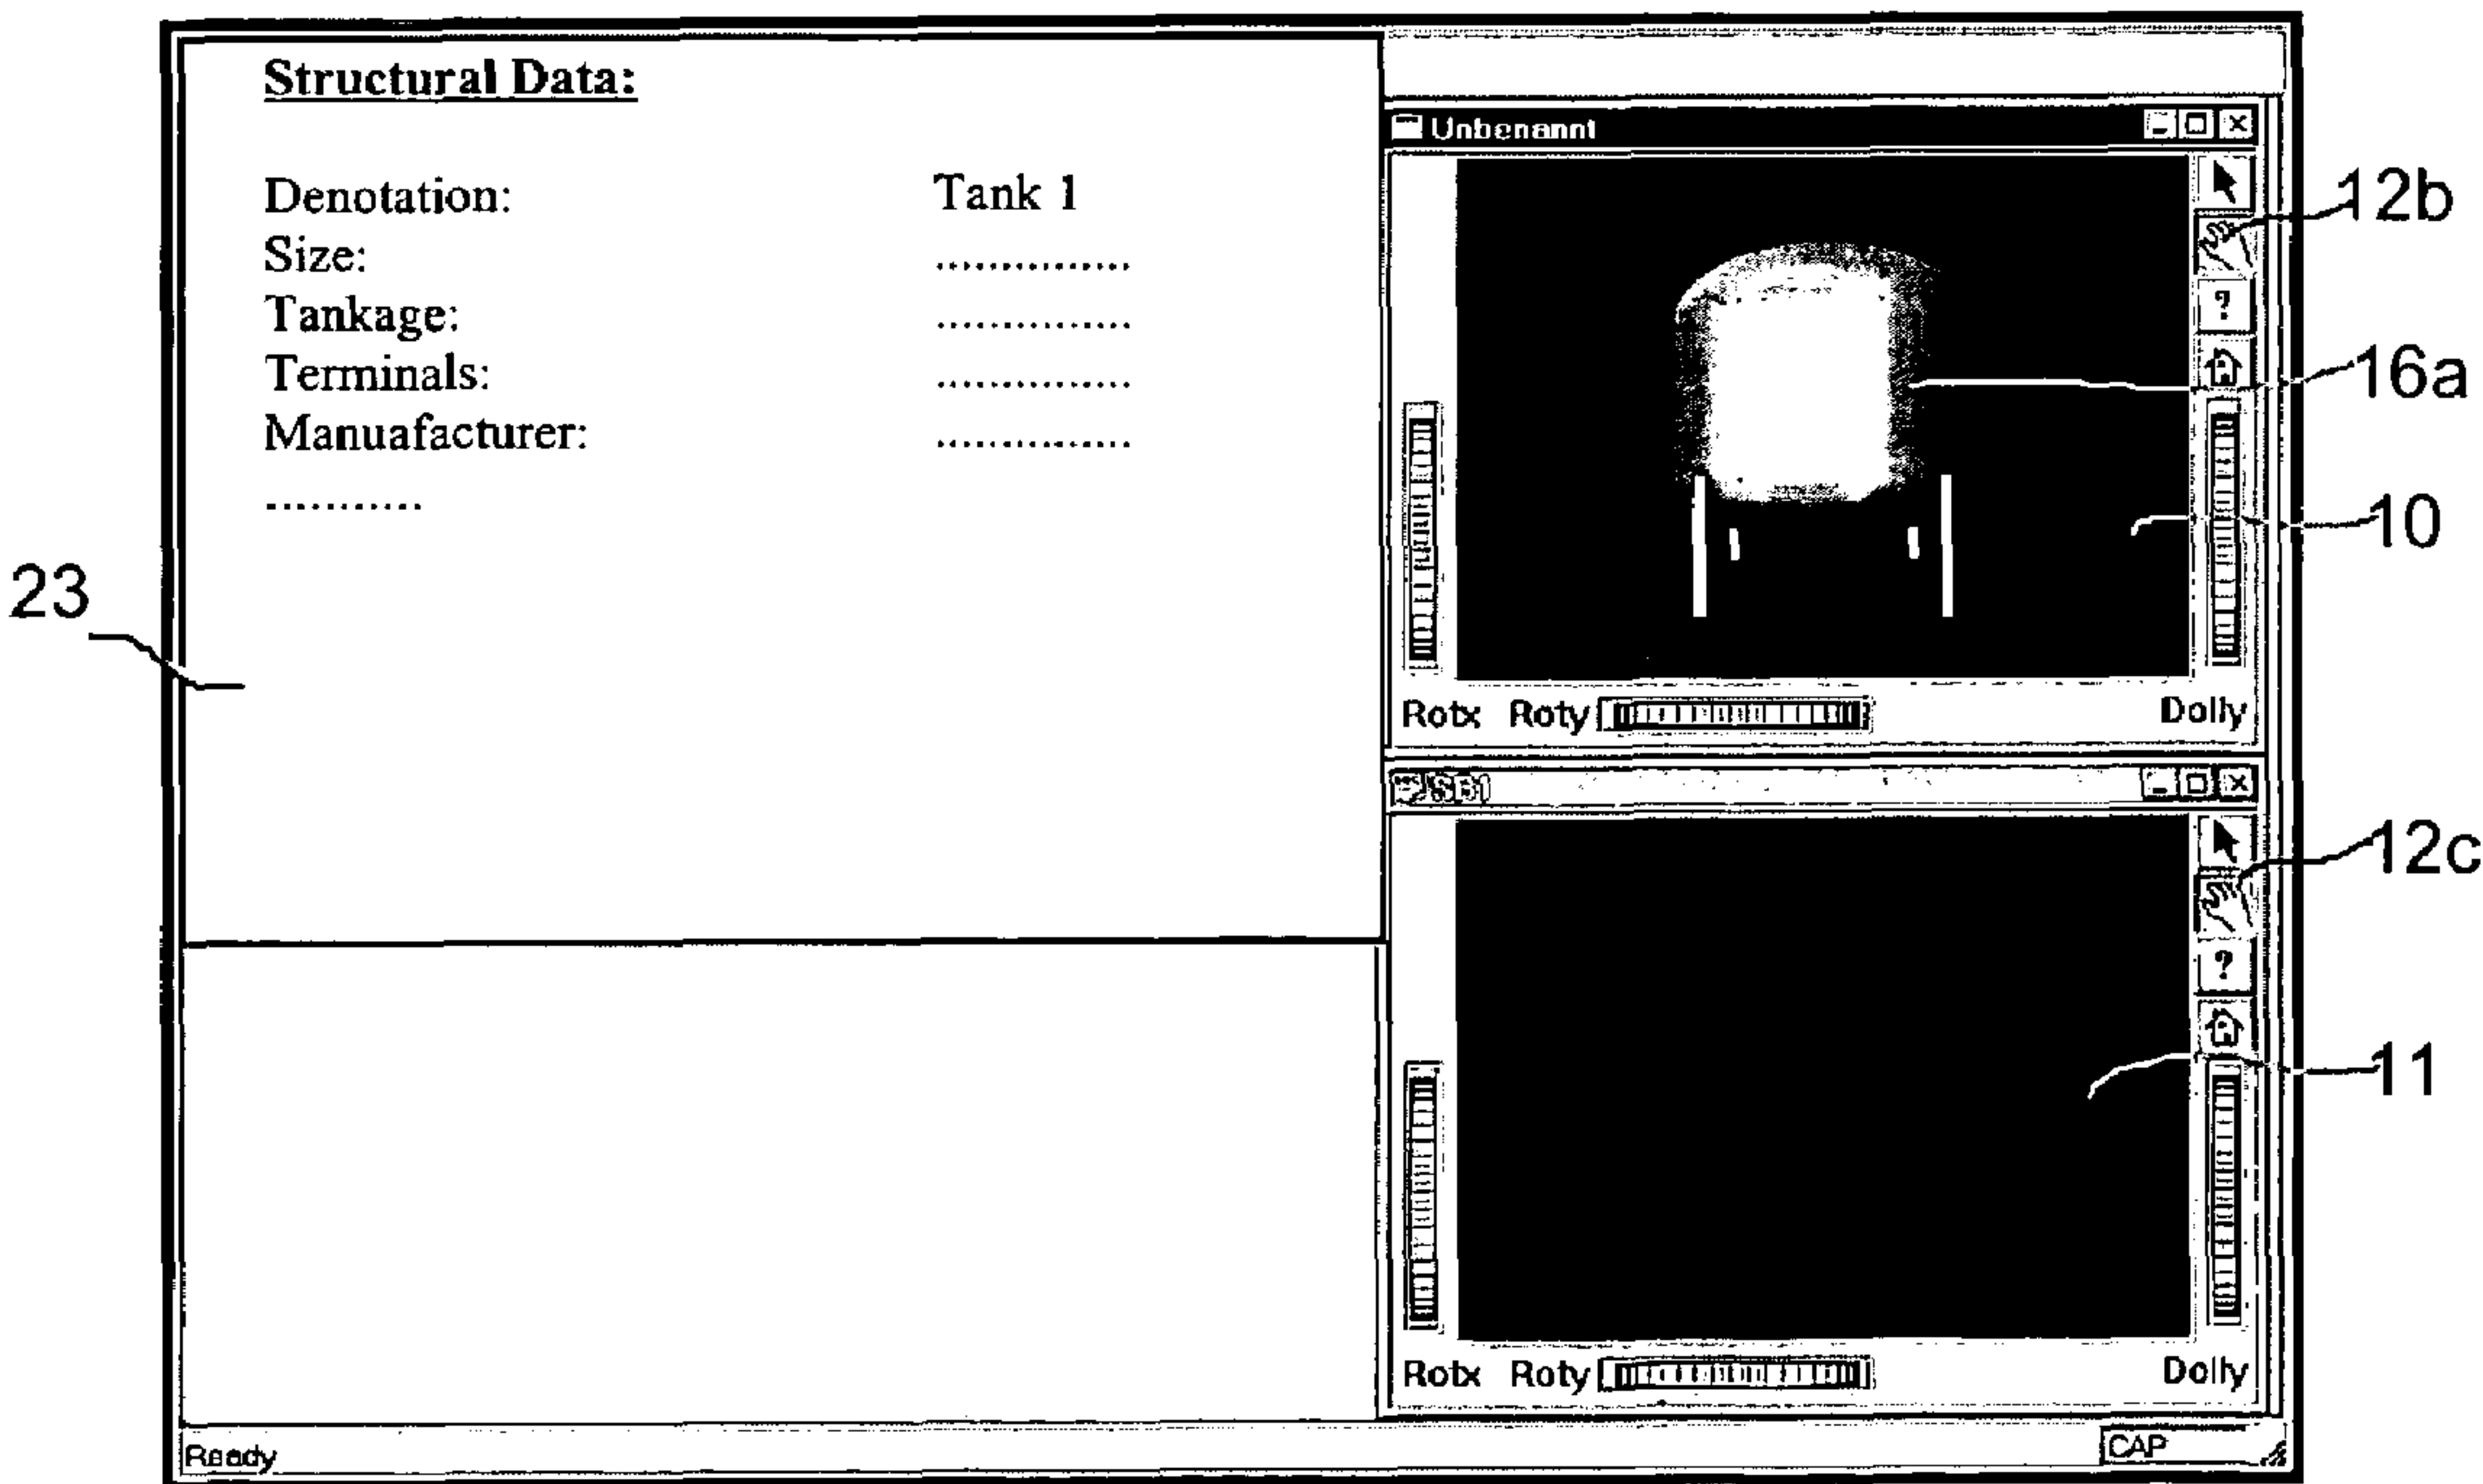 Structural Data:
Denotation: Tank 1
Size: ...............
Tankage: ...............
Terminals: ...............
Manuafacturer: ...............
............
23
Unbenannt
?
Rotx Roty Dolly
12b
16a
10
?
Rotx Roty Dolly
12c
11
Ready CAP